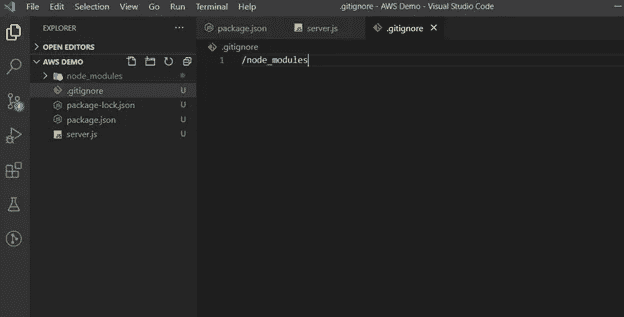 File Edit Selection View Go Run Terminal Help
.gitignore - AWS Demo - Visual Studio Code
EXPLORER
package.json
server.js
.gitignore
OPEN EDITORS
.gitignore
AWS DEMO
1 /node_modules
node_modules
.gitignore U
package-lock.json U
package.json U
server.js U